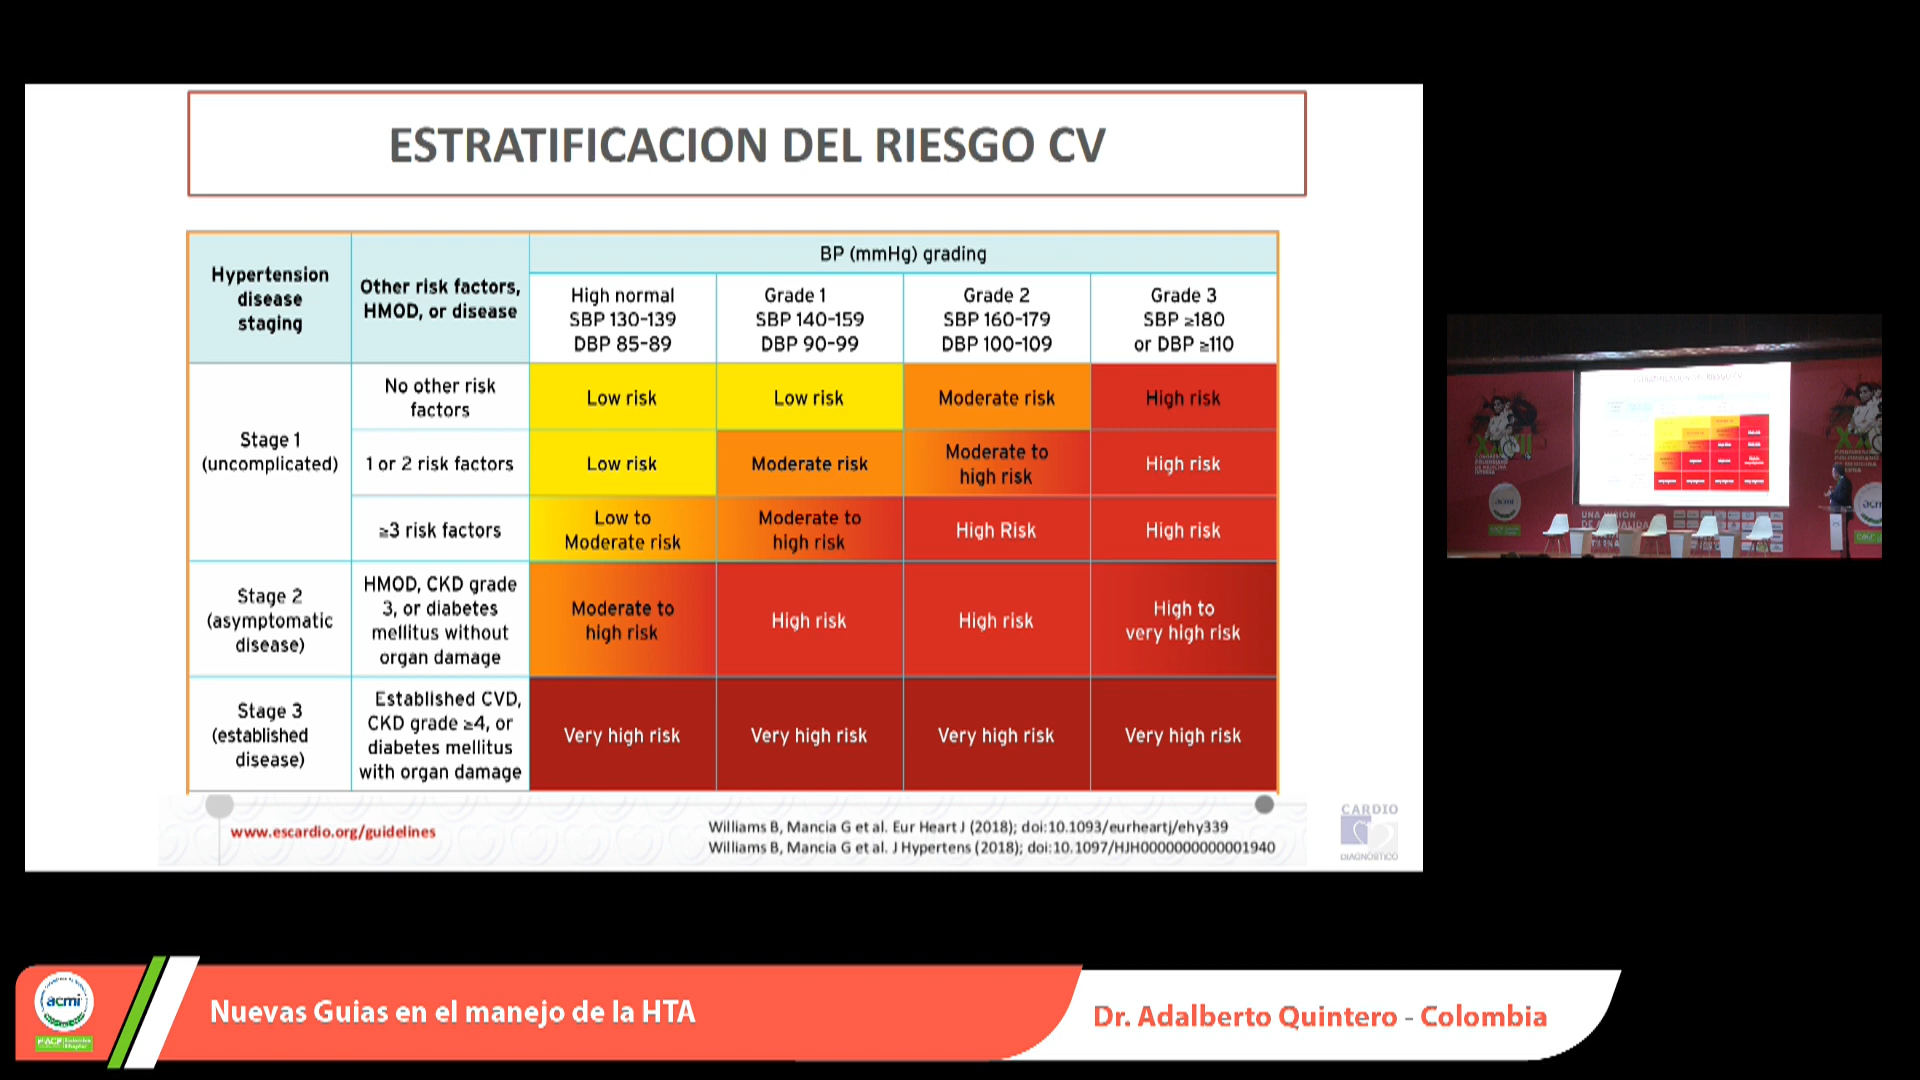 ESTRATIFICACION DEL RIESGO CV
Hypertension
disease
staging
Other risk factors,
HMOD, or disease
BP (mmHg) grading
High normal
SBP 130-139
DBP 85-89
Grade 1
SBP 140-159
DBP 90-99
Grade 2
SBP 160-179
DBP 100-109
Grade 3
SBP ≥180
or DBP ≥110
Stage 1
(uncomplicated)
No other risk
factors
Low risk
Low risk
Moderate risk
High risk
1 or 2 risk factors
Low risk
Moderate risk
Moderate to
high risk
High risk
≥3 risk factors
Low to
Moderate risk
Moderate to
high risk
High Risk
High risk
Stage 2
(asymptomatic
disease)
HMOD, CKD grade
3, or diabetes
mellitus without
organ damage
Moderate to
high risk
High risk
High risk
High to
very high risk
Stage 3
(established
disease)
Established CVD,
CKD grade ≥4, or
diabetes mellitus
with organ damage
Very high risk
Very high risk
Very high risk
Very high risk
www.escardio.org/guidelines
Williams B, Mancia G et al. Eur Heart J (2018); doi:10.1093/eurheartj/ehy339
Williams B, Mancia G et al. J Hypertens (2018); doi:10.1097/HJH0000000000001940
CARDIO
DIAGNOSTICO
acmi
Nuevas Guias en el manejo de la HTA
Dr. Adalberto Quintero - Colombia